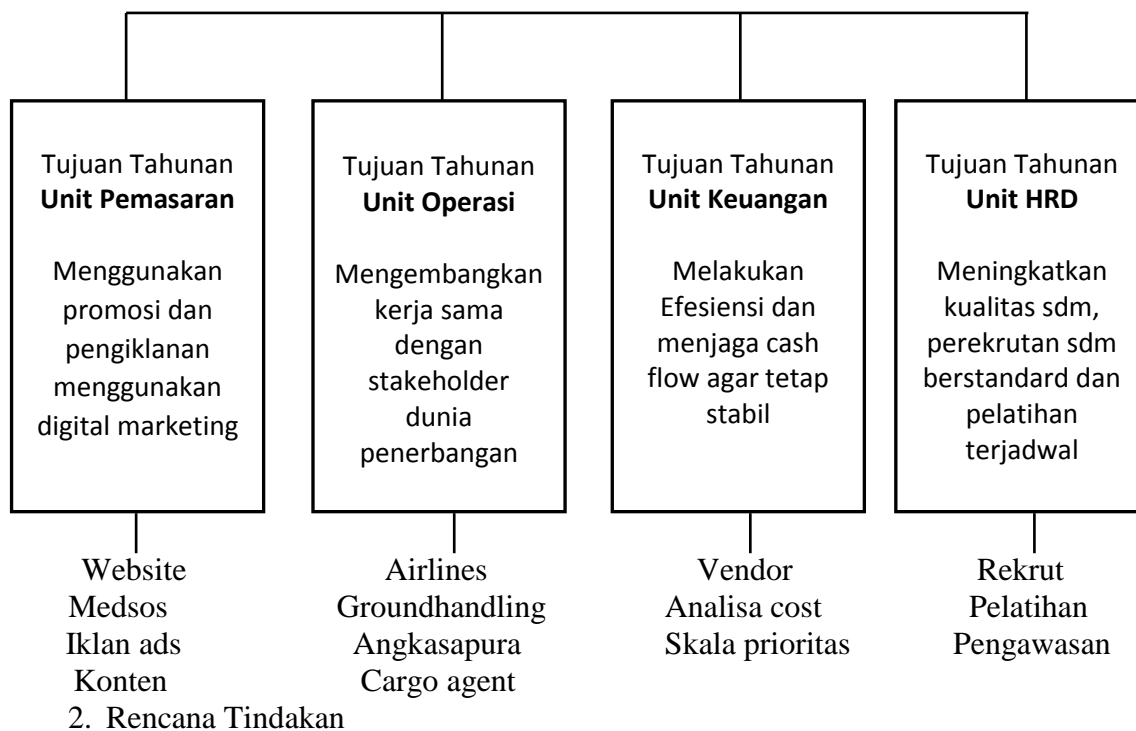 Tujuan Tahunan
Unit Pemasaran
Menggunakan
promosi dan
pengiklanan
menggunakan
digital marketing
Tujuan Tahunan
Unit Operasi
Mengembangkan
kerja sama
dengan
stakeholder
dunia
penerbangan
Tujuan Tahunan
Unit Keuangan
Melakukan
Efesiensi dan
menjaga cash
flow agar tetap
stabil
Tujuan Tahunan
Unit HRD
Meningkatkan
kualitas sdm,
perekrutan sdm
berstandard dan
pelatihan
terjadwal
Website
Medsos
Iklan ads
Konten
Airlines
Groundhandling
Angkasapura
Cargo agent
Vendor
Analisa cost
Skala prioritas
Rekrut
Pelatihan
Pengawasan
2. Rencana Tindakan